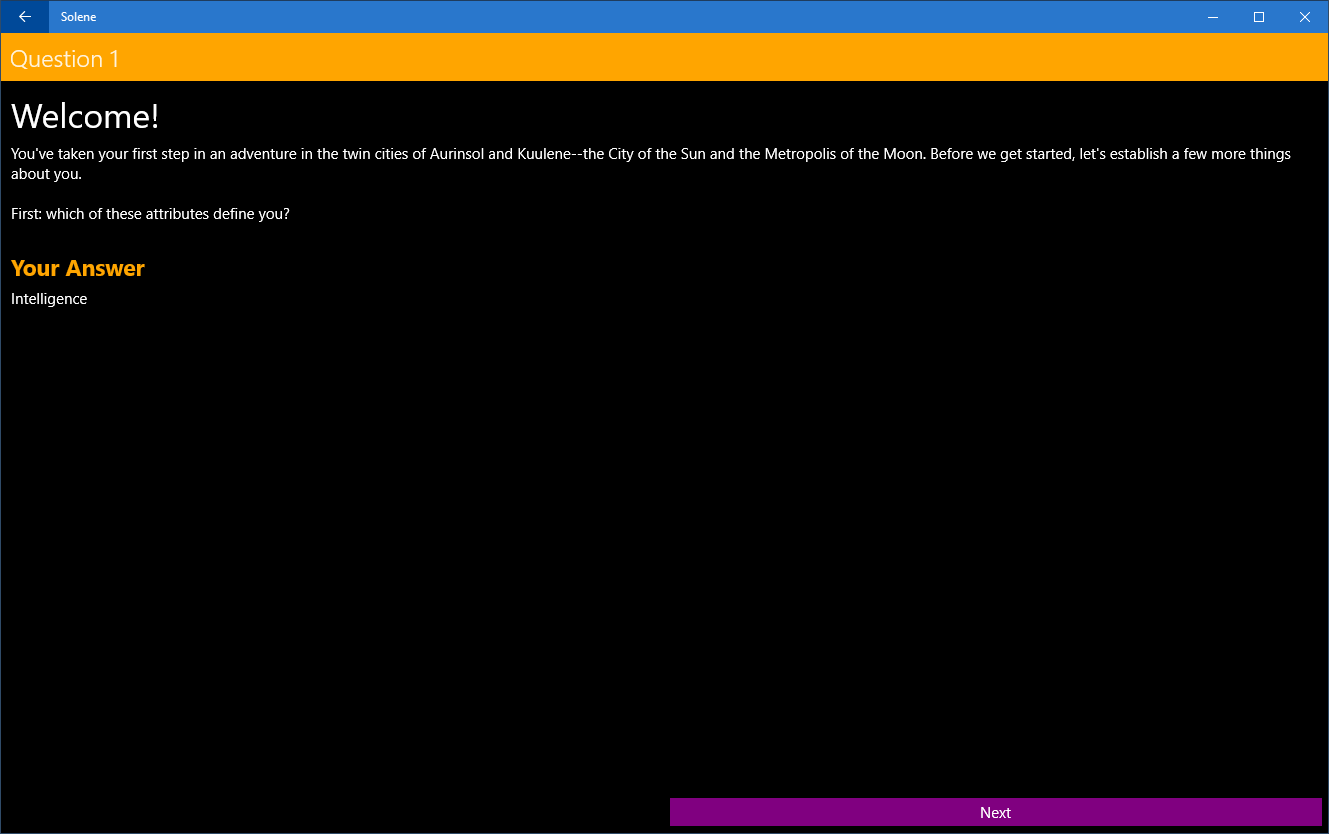 Solene
Question 1
Welcome!
You've taken your first step in an adventure in the twin cities of Aurinsol and Kuulene--the City of the Sun and the Metropolis of the Moon. Before we get started, let's establish a few more things
about you.
First: which of these attributes define you?
Your Answer
Intelligence
Next